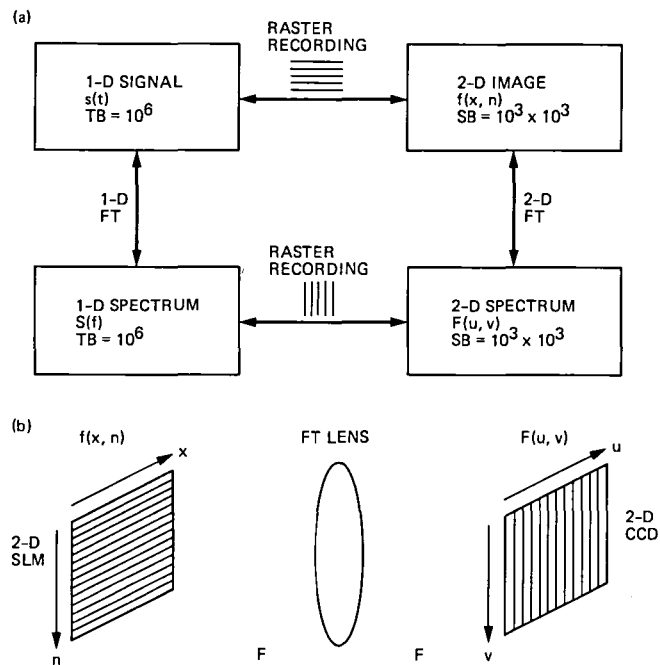 (a)
RASTER
RECORDING
1-D SIGNAL
s(t)
TB = 10⁶
2-D IMAGE
f(x, n)
SB = 10³ x 10³
1-D
FT
2-D
FT
RASTER
RECORDING
1-D SPECTRUM
S(f)
TB = 10⁶
2-D SPECTRUM
F(u, v)
SB = 10³ x 10³
(b)
f(x, n)
FT LENS
F(u, v)
x
u
2-D
SLM
2-D
CCD
n
F
F
v